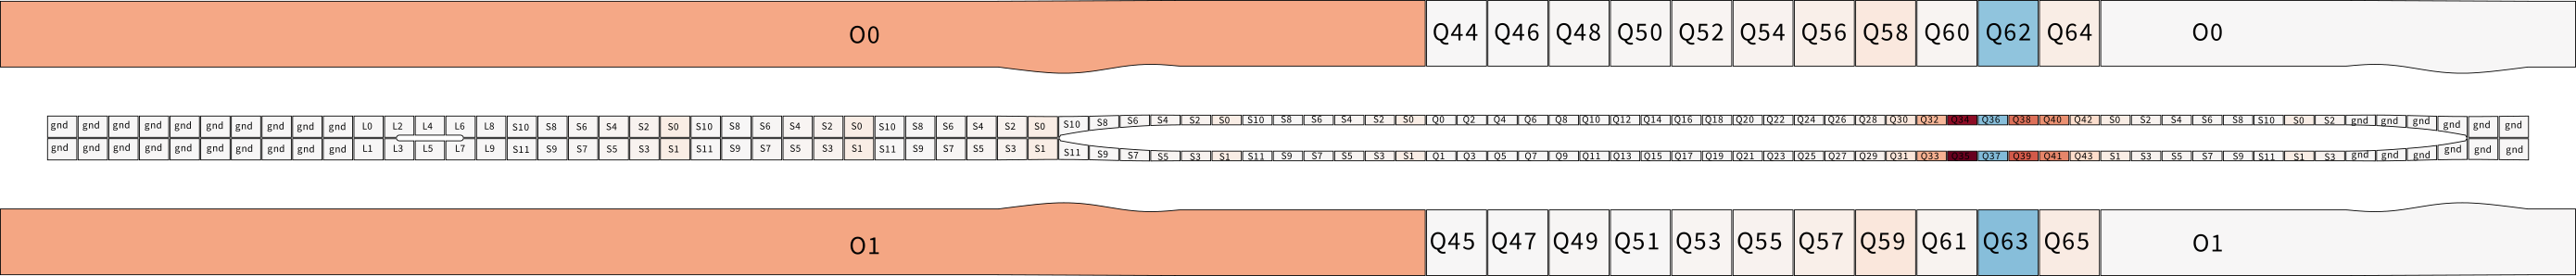 O0 Q44 Q46 Q48 Q50 Q52 Q54 Q56 Q58 Q60 Q62 Q64 O0
gnd gnd gnd gnd gnd gnd gnd gnd gnd gnd L0 L2 L4 L6 L8 S10 S8 S6 S4 S2 S0 S10 S8 S6 S4 S2 S0 S10 S8 S6 S4 S2 S0 S10 S8 S6 S4 S2 S0 S10 S8 S6 S4 S2 S0 Q0 Q2 Q4 Q6 Q8 Q10 Q12 Q14 Q16 Q18 Q20 Q22 Q24 Q26 Q28 Q30 Q32 Q34 Q36 Q38 Q40 Q42 S0 S2 S4 S6 S8 S10 S0 S2 gnd gnd gnd gnd gnd gnd
gnd gnd gnd gnd gnd gnd gnd gnd gnd gnd L1 L3 L5 L7 L9 S11 S9 S7 S5 S3 S1 S11 S9 S7 S5 S3 S1 S11 S9 S7 S5 S3 S1 S11 S9 S7 S5 S3 S1 S11 S9 S7 S5 S3 S1 Q1 Q3 Q5 Q7 Q9 Q11 Q13 Q15 Q17 Q19 Q21 Q23 Q25 Q27 Q29 Q31 Q33 Q35 Q37 Q39 Q41 Q43 S1 S3 S5 S7 S9 S11 S1 S3 gnd gnd gnd gnd gnd gnd
O1 Q45 Q47 Q49 Q51 Q53 Q55 Q57 Q59 Q61 Q63 Q65 O1